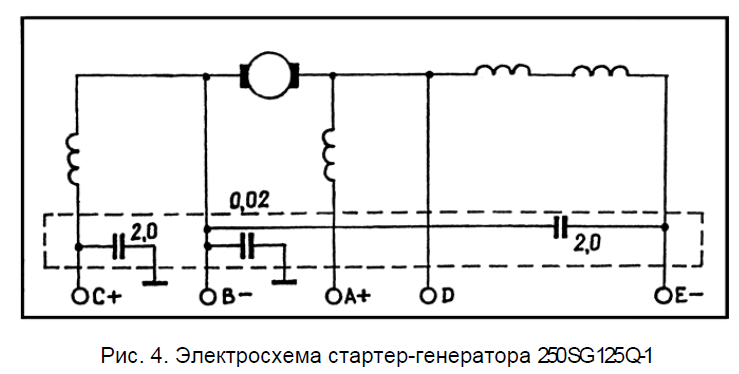 0,02
2,0
2,0
C+ B- A+ D E-
Рис. 4. Электросхема стартер-генератора 250SG125Q-1